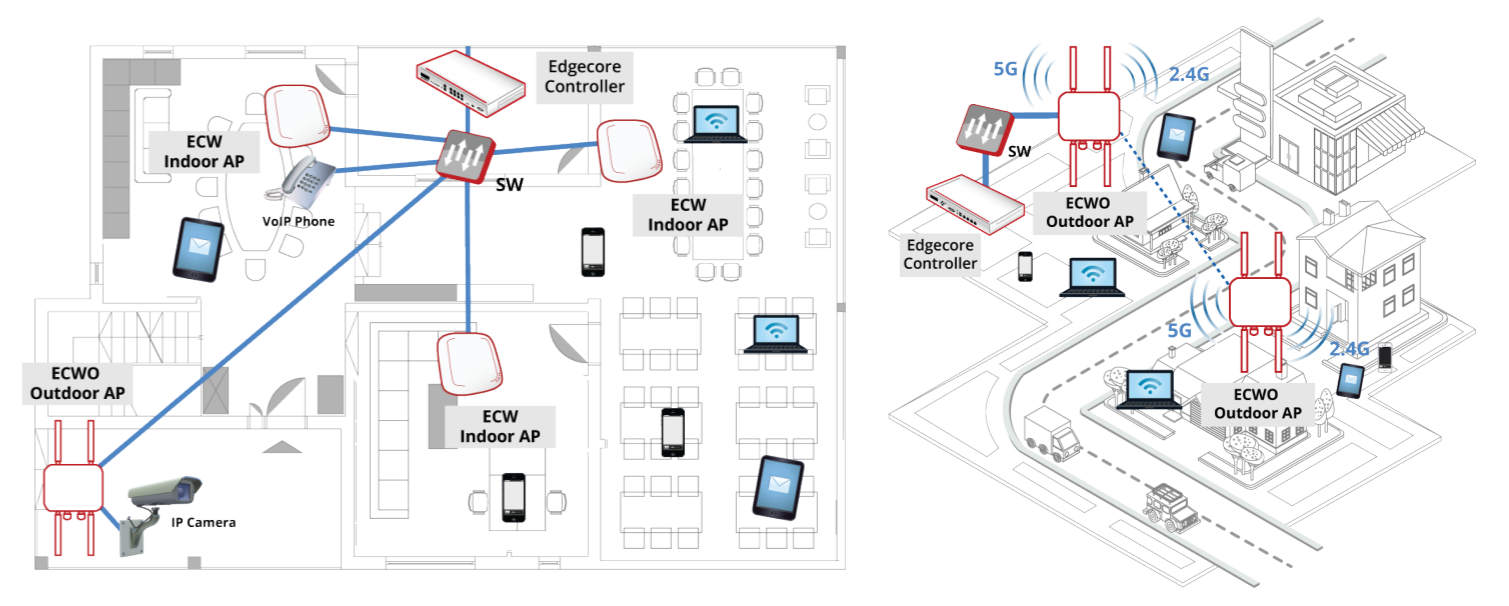 Edgecore
Controller
ECW
Indoor AP
SW
VoIP Phone
ECW
Indoor AP
ECWO
Outdoor AP
ECW
Indoor AP
IP Camera
5G
2.4G
SW
ECWO
Outdoor AP
Edgecore
Controller
5G
2.4G
ECWO
Outdoor AP